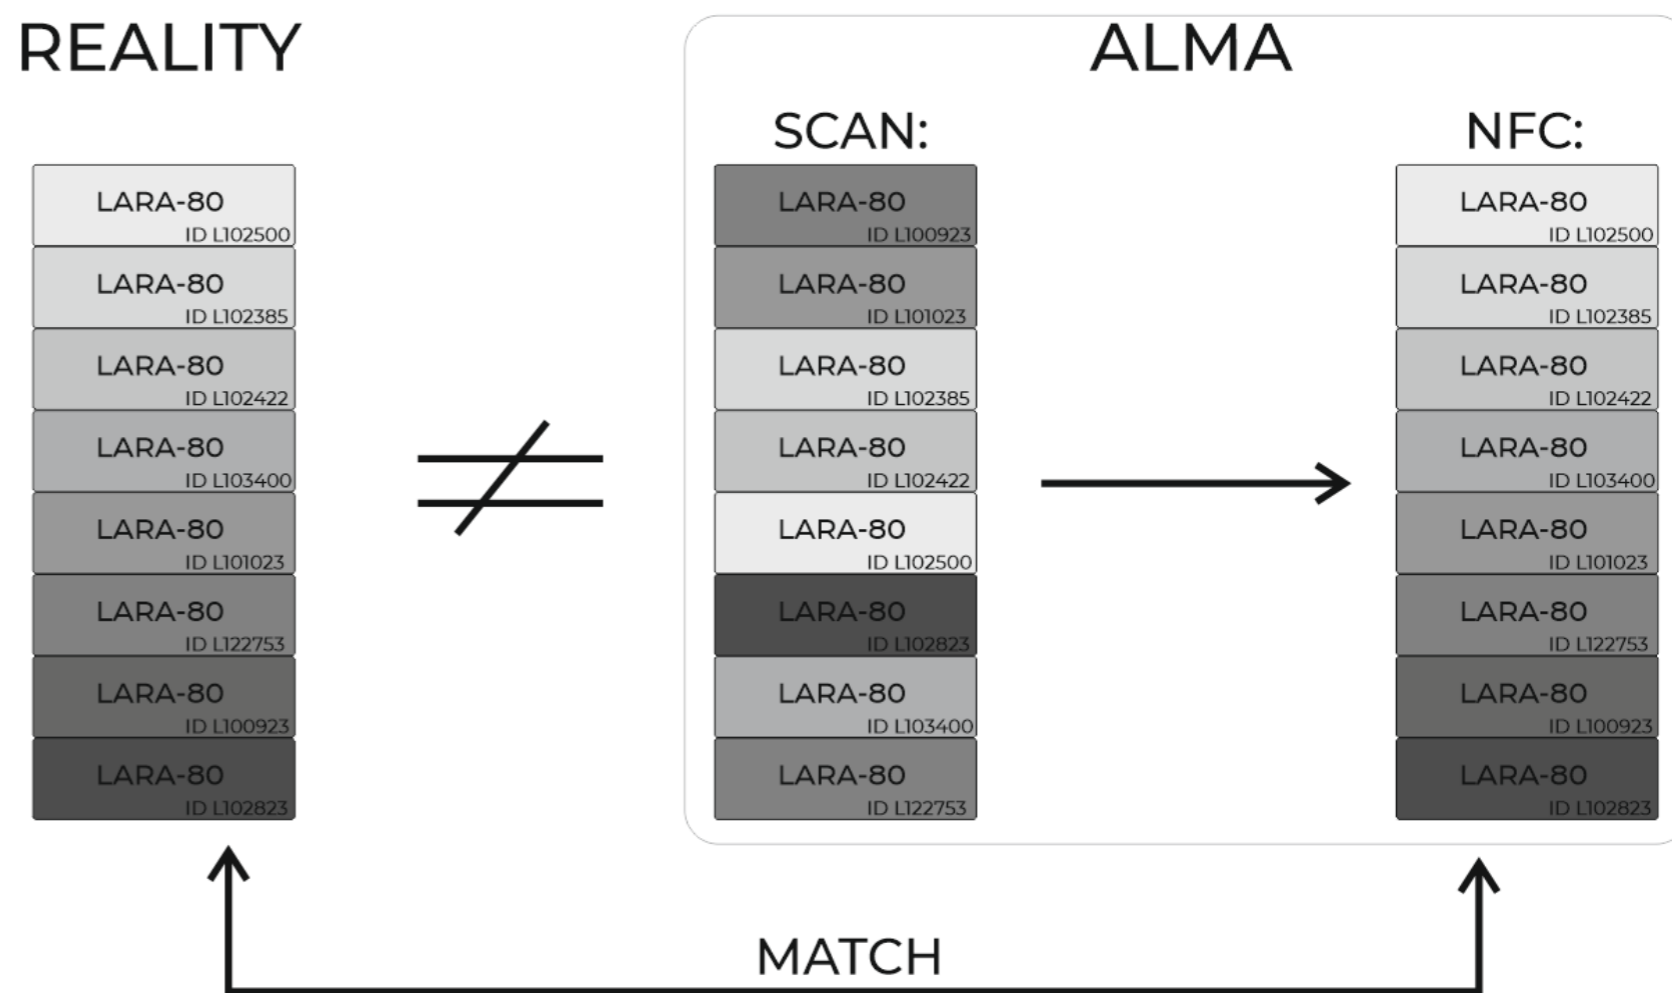 REALITY
LARA-80
ID L102500
LARA-80
ID L102385
LARA-80
ID L102422
LARA-80
ID L103400
LARA-80
ID L101023
LARA-80
ID L122753
LARA-80
ID L100923
LARA-80
ID L102823
ALMA
SCAN:
LARA-80
ID L100923
LARA-80
ID L101023
LARA-80
ID L102385
LARA-80
ID L102422
LARA-80
ID L102500
LARA-80
ID L102823
LARA-80
ID L103400
LARA-80
ID L122753
NFC:
LARA-80
ID L102500
LARA-80
ID L102385
LARA-80
ID L102422
LARA-80
ID L103400
LARA-80
ID L101023
LARA-80
ID L122753
LARA-80
ID L100923
LARA-80
ID L102823
MATCH